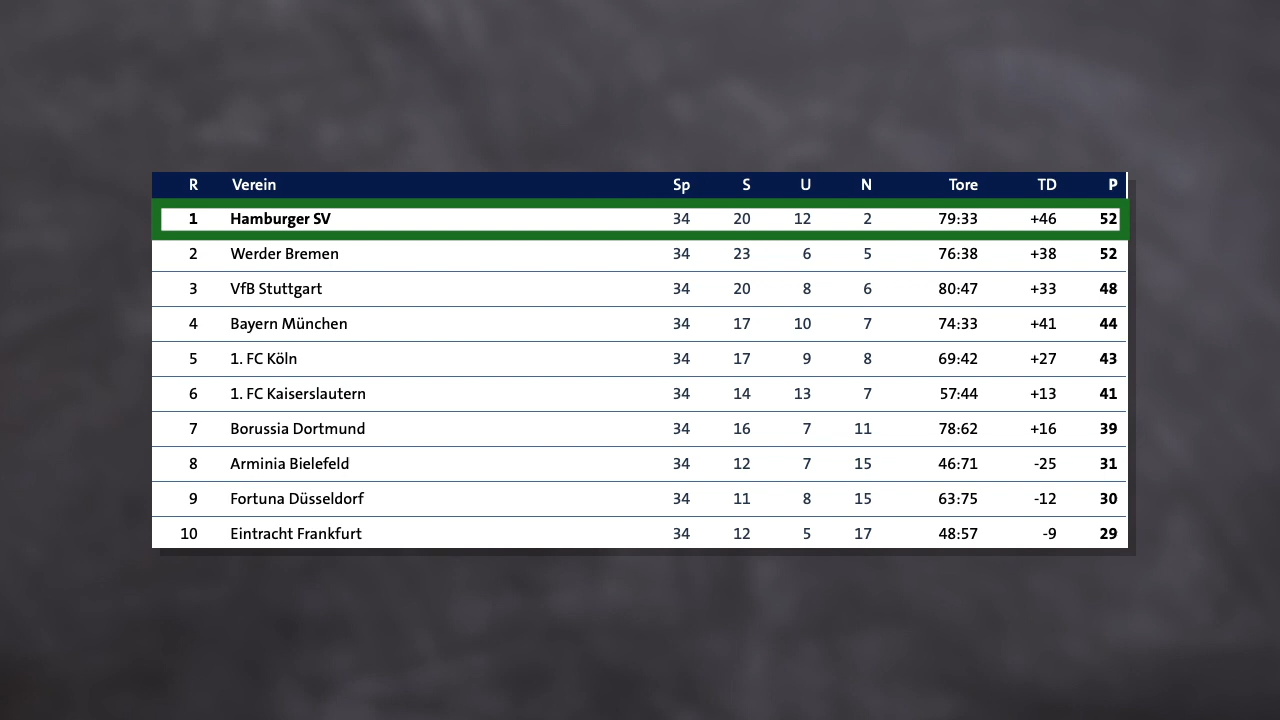 R Verein Sp S U N Tore TD P
1 Hamburger SV 34 20 12 2 79:33 +46 52
2 Werder Bremen 34 23 6 5 76:38 +38 52
3 VfB Stuttgart 34 20 8 6 80:47 +33 48
4 Bayern München 34 17 10 7 74:33 +41 44
5 1. FC Köln 34 17 9 8 69:42 +27 43
6 1. FC Kaiserslautern 34 14 13 7 57:44 +13 41
7 Borussia Dortmund 34 16 7 11 78:62 +16 39
8 Arminia Bielefeld 34 12 7 15 46:71 -25 31
9 Fortuna Düsseldorf 34 11 8 15 63:75 -12 30
10 Eintracht Frankfurt 34 12 5 17 48:57 -9 29